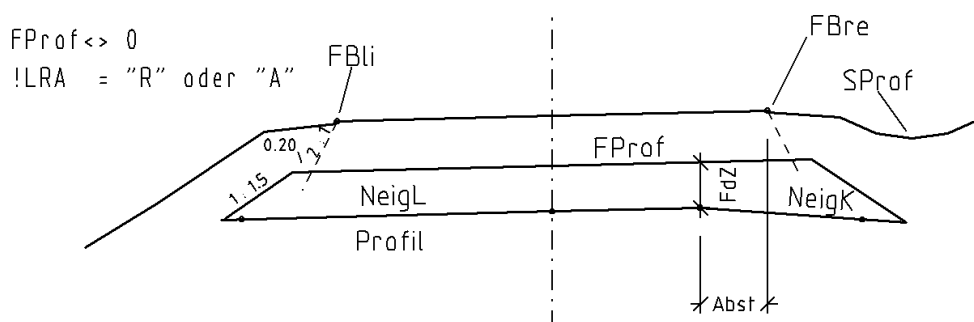 FProf<> 0
!LRA = "R" oder "A"
FBli
FBre
SProf
0.20
2:1
FProf
1:1.5
NeigL
FdZ
NeigK
Profil
Abst